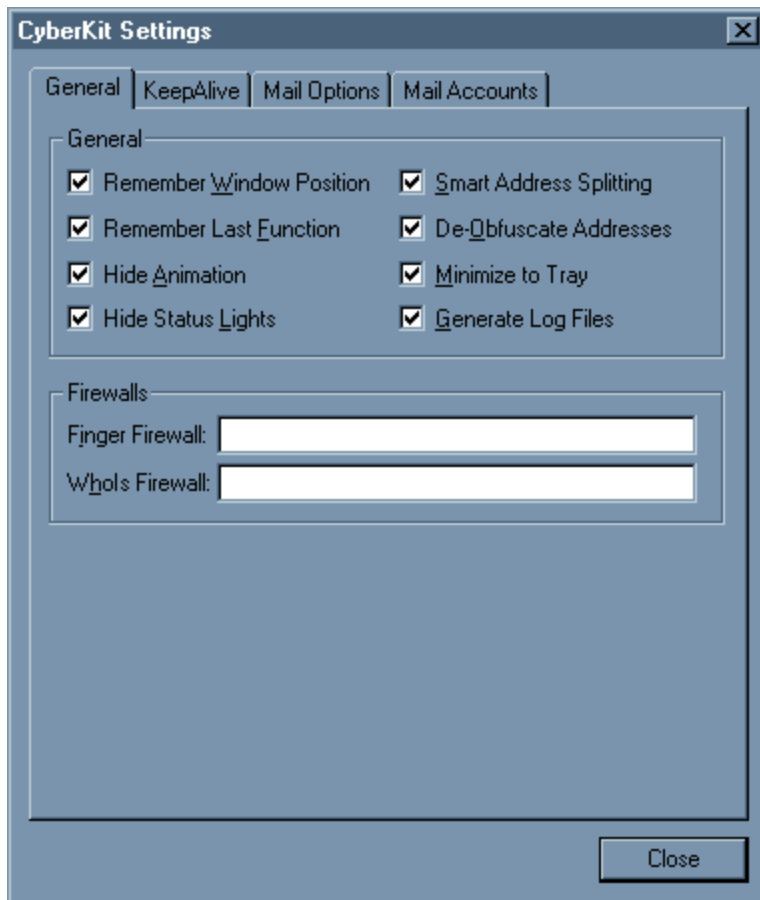 CyberKit Settings
General KeepAlive Mail Options Mail Accounts
General
Remember Window Position Smart Address Splitting
Remember Last Function De-Obfuscate Addresses
Hide Animation Minimize to Tray
Hide Status Lights Generate Log Files
Firewalls
Finger Firewall:
WhoIs Firewall:
Close